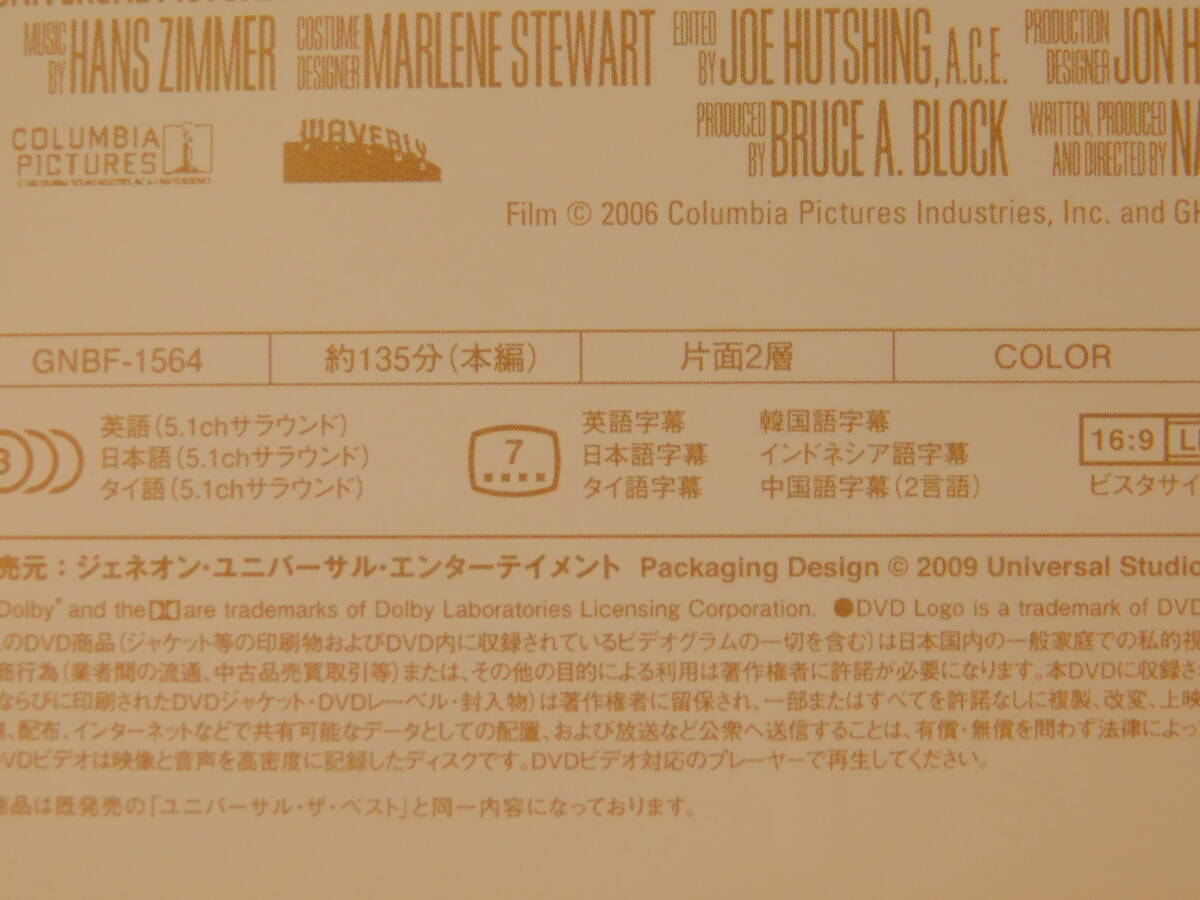 MUSIC BY HANS ZIMMER COSTUME DESIGNER MARLENE STEWART EDITED BY JOE HUTSHING, A.C.E. PRODUCTION DESIGNER JON H
PRODUCED BY BRUCE A. BLOCK WRITTEN, PRODUCED AND DIRECTED BY NA
COLUMBIA PICTURES
WAVERLY
Film © 2006 Columbia Pictures Industries, Inc. and GH
GNBF-1564 約135分(本編) 片面2層 COLOR
3 英語(5.1chサラウンド)
日本語(5.1chサラウンド)
タイ語(5.1chサラウンド)
7
英語字幕 韓国語字幕
日本語字幕 インドネシア語字幕
タイ語字幕 中国語字幕(2言語)
16:9 L
ビスタサイ
売元:ジェネオン・ユニバーサル・エンターテイメント Packaging Design © 2009 Universal Studio
Dolby® and the are trademarks of Dolby Laboratories Licensing Corporation. ●DVD Logo is a trademark of DVD
のDVD商品(ジャケット等の印刷物およびDVD内に収録されているビデオグラムの一切を含む)は日本国内の一般家庭での私的視
商行為(業者間の流通、中古品売買取引等)または、その他の目的による利用は著作権者に許諾が必要になります。本DVDに収録さ
ならびに印刷されたDVDジャケット・DVDレーベル・封入物)は著作権者に留保され、一部またはすべてを許諾なしに複製、改変、上映
、配布、インターネットなどで共有可能なデータとしての配置、および放送など公衆へ送信することは、有償・無償を問わず法律によっ
VDビデオは映像と音声を高密度に記録したディスクです。DVDビデオ対応のプレーヤーで再生してください。
商品は既発売の「ユニバーサル・ザ・ベスト」と同一内容になっております。